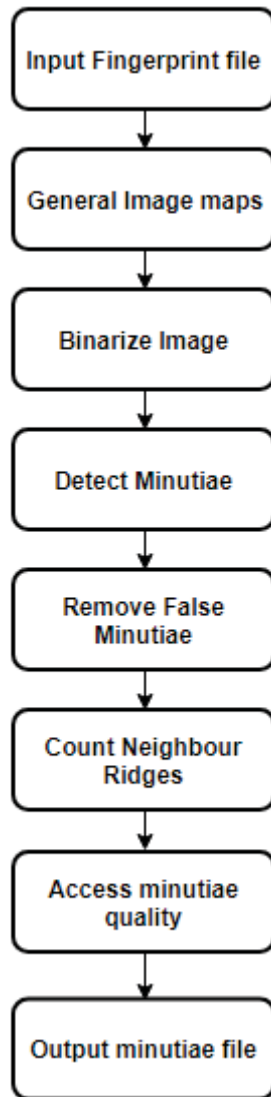 Input Fingerprint file
General Image maps
Binarize Image
Detect Minutiae
Remove False
Minutiae
Count Neighbour
Ridges
Access minutiae
quality
Output minutiae file